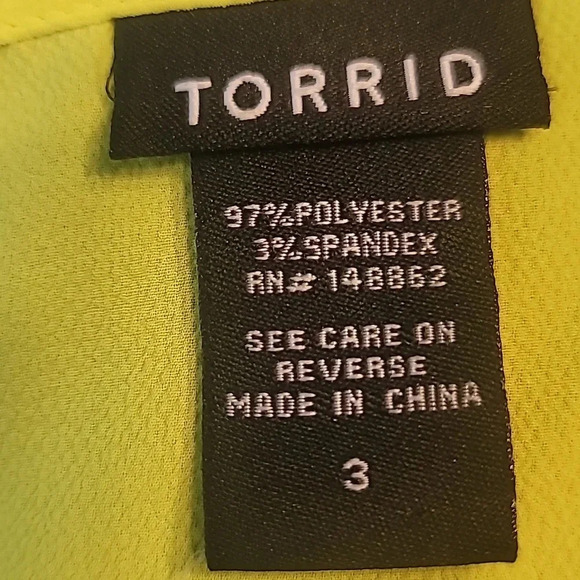 TORRID
97%POLYESTER
3%SPANDEX
RN# 148862
SEE CARE ON
REVERSE
MADE IN CHINA
3